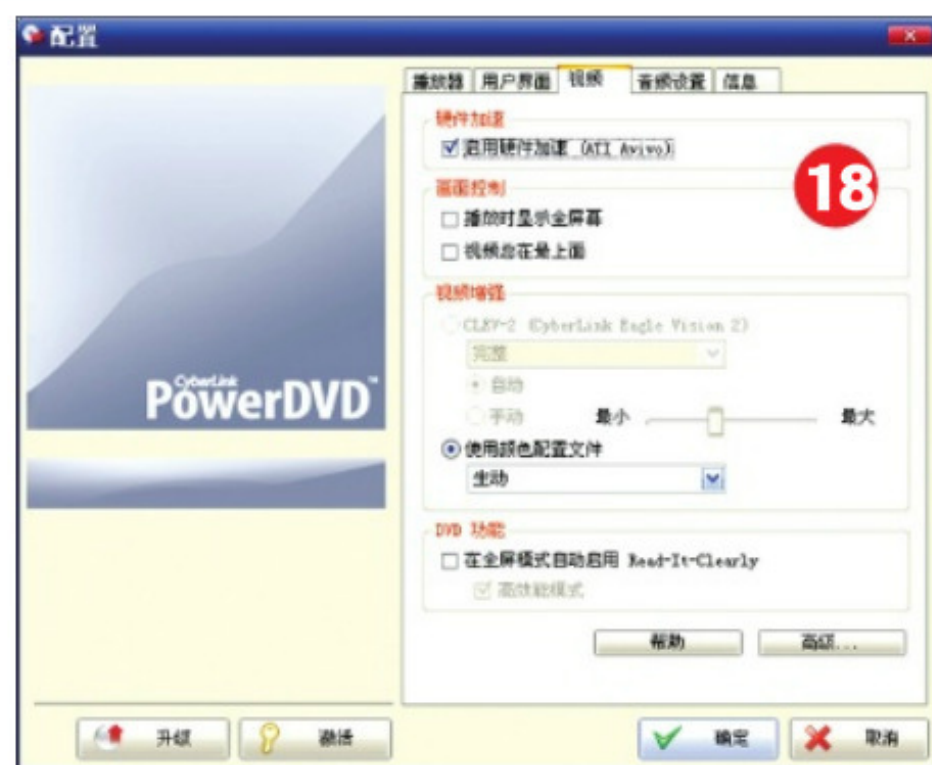 配置
播放器 用户界面 视频 音频设置 信息
硬件加速
启用硬件加速 (ATI Avivo)
18
画面控制
播放时显示全屏幕
视频总在最上面
视频增强
CLEV-2 (CyberLink Eagle Vision 2)
完整
自动
手动 最小 最大
使用颜色配置文件
生动
DVD 功能
在全屏模式自动启用 Read-It-Clearly
高效能模式
帮助 高级...
CyberLink
PowerDVD™
升级 激活 确定 取消